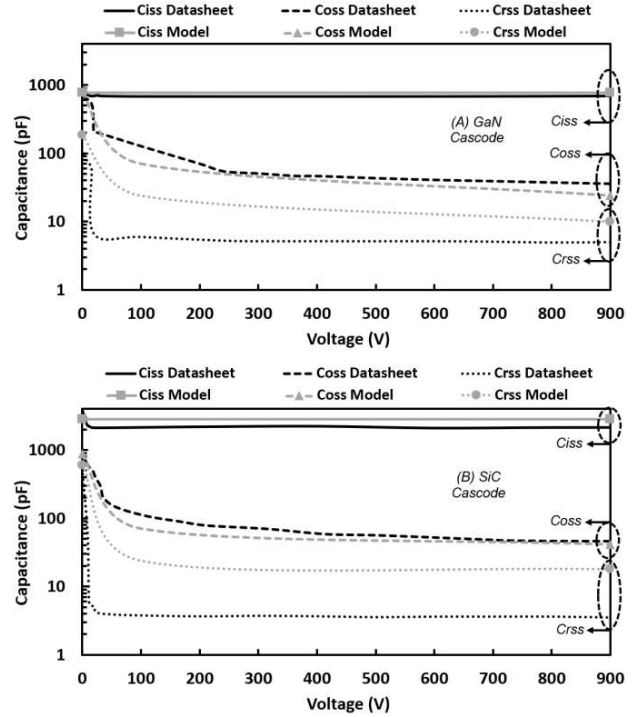 Ciss Datasheet Coss Datasheet Crss Datasheet
Ciss Model Coss Model Crss Model
1000
100
10
1
Capacitance (pF)
(A) GaN
Cascode
Ciss
Coss
Crss
0 100 200 300 400 500 600 700 800 900
Voltage (V)
Ciss Datasheet Coss Datasheet Crss Datasheet
Ciss Model Coss Model Crss Model
1000
100
10
1
Capacitance (pF)
(B) SiC
Cascode
Ciss
Coss
Crss
0 100 200 300 400 500 600 700 800 900
Voltage (V)